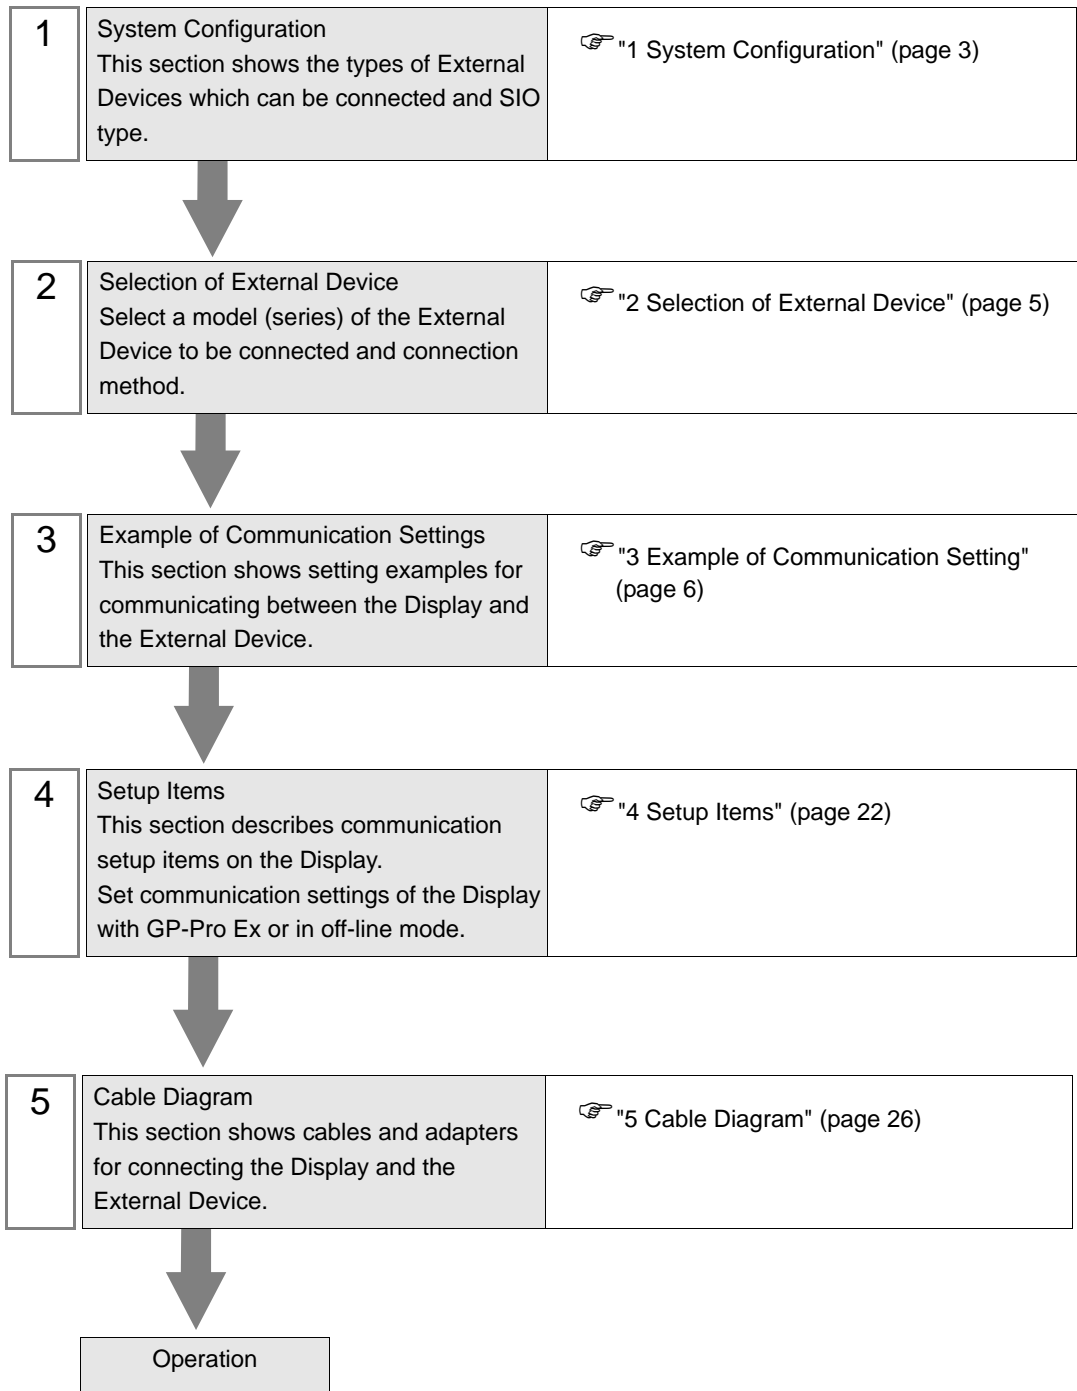 1
System Configuration
This section shows the types of External
Devices which can be connected and SIO
type.
"1 System Configuration" (page 3)
2
Selection of External Device
Select a model (series) of the External
Device to be connected and connection
method.
"2 Selection of External Device" (page 5)
3
Example of Communication Settings
This section shows setting examples for
communicating between the Display and
the External Device.
"3 Example of Communication Setting"
(page 6)
4
Setup Items
This section describes communication
setup items on the Display.
Set communication settings of the Display
with GP-Pro Ex or in off-line mode.
"4 Setup Items" (page 22)
5
Cable Diagram
This section shows cables and adapters
for connecting the Display and the
External Device.
"5 Cable Diagram" (page 26)
Operation